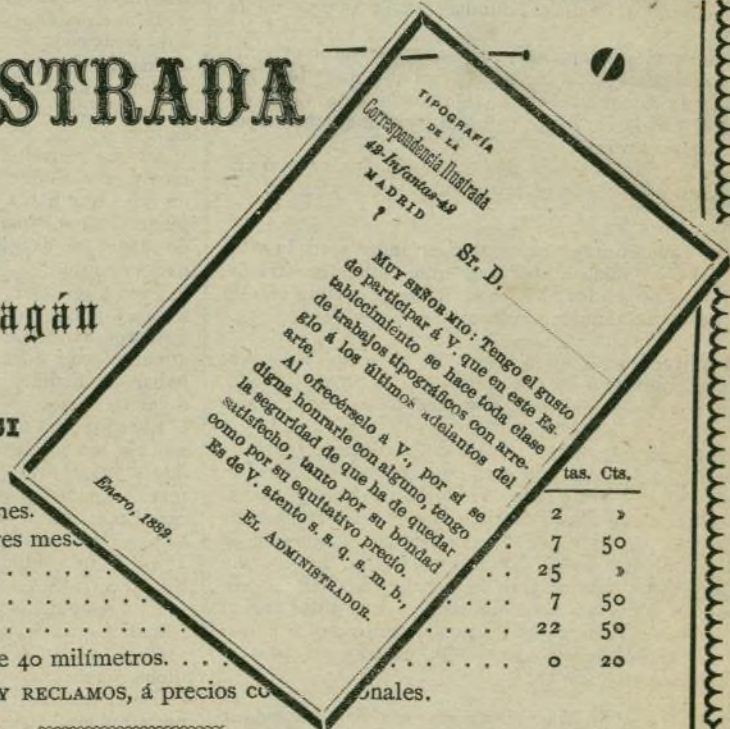 STRADA
TIPOGRAFÍA
DE LA
Correspondencia Ilustrada
42-Infantas-42
MADRID
Sr. D.
MUY SEÑOR MIO: Tengo el gusto
de participar á V. que en este Es-
tablecimiento se hace toda clase
de trabajos tipográficos con arre-
glo á los últimos adelantos del
arte.
Al ofrecérselo a V., por si se
digna honrarle con alguno, tengo
la seguridad de que ha de quedar
satisfecho, tanto por su bondad
como por su equitativo precio.
Es de V. atento s. s. q. s. m. b.,
EL ADMINISTRADOR.
Enero, 1882.
agán
tas. Cts.
nes. 2 »
res mes 7 50
25 »
7 50
22 50
e 40 milímetros. 0 20
Y RECLAMOS, á precios co onales.